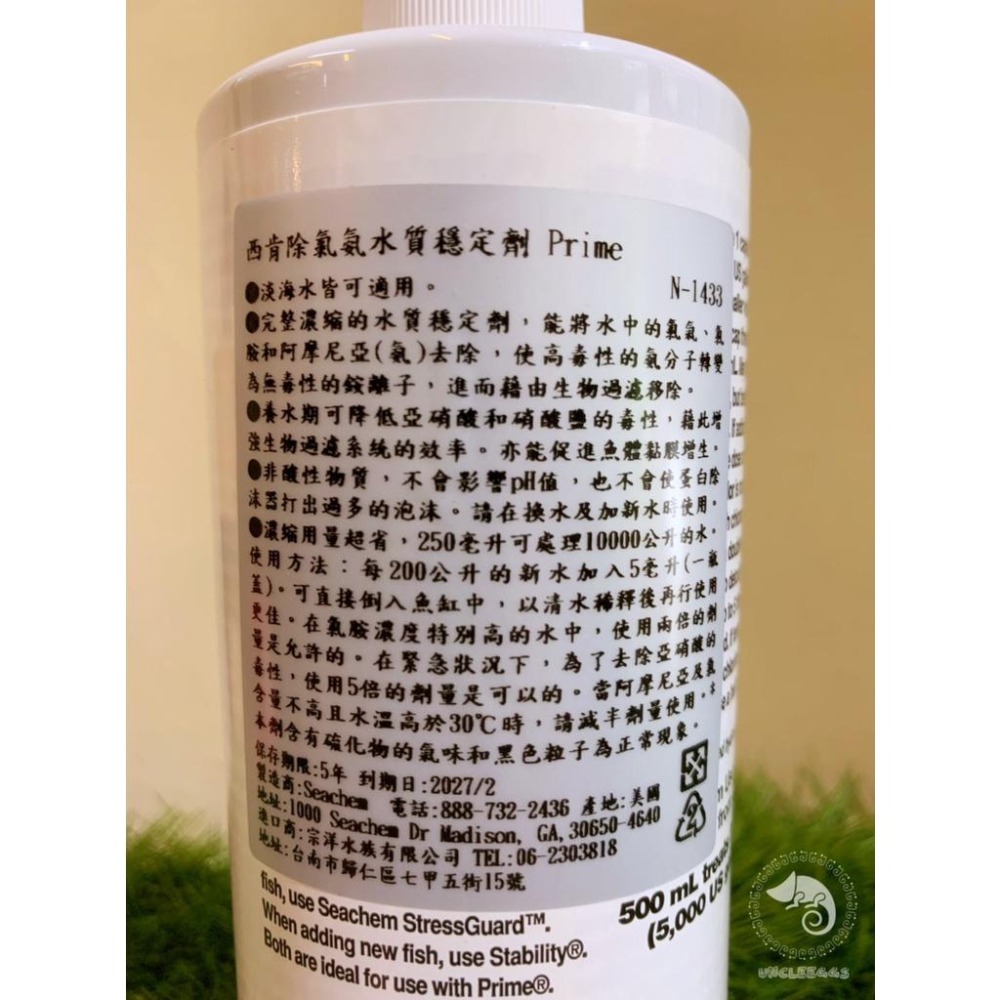 西肯除氯氨水質穩定劑 Prime
N-1433
●淡海水皆可適用。
●完整濃縮的水質穩定劑，能將水中的氯氣、氯
胺和阿摩尼亞(氨)去除，使高毒性的氨分子轉變
為無毒性的銨離子，進而藉由生物過濾移除。
●養水期可降低亞硝酸和硝酸鹽的毒性，藉此增
強生物過濾系統的效率。亦能促進魚體黏膜增生。
●非酸性物質，不會影響pH值，也不會使蛋白除
沫器打出過多的泡沫。請在換水及加新水時使用。
●濃縮用量超省，250毫升可處理10000公升的水。
使用方法：每200公升的新水加入5毫升(一瓶
蓋)。可直接倒入魚缸中，以清水稀釋後再行使用
更佳。在氯胺濃度特別高的水中，使用兩倍的劑
量是允許的。在緊急狀況下，為了去除亞硝酸的
毒性，使用5倍的劑量是可以的。當阿摩尼亞及氯
含量不高且水溫高於30℃時，請減半劑量使用。*
本劑含有硫化物的氣味和黑色粒子為正常現象。
保存期限:5年 到期日:2027/2
製造商:Seachem 電話:888-732-2436 產地:美國
地址:1000 Seachem Dr Madison, GA,30650-4640
進口商:宗洋水族有限公司 TEL:06-2303818
地址:台南市歸仁區七甲五街15號
fish, use Seachem StressGuard™.
When adding new fish, use Stability®.
Both are ideal for use with Prime®.
500 mL treats
(5,000 US
UNCLEEGGS